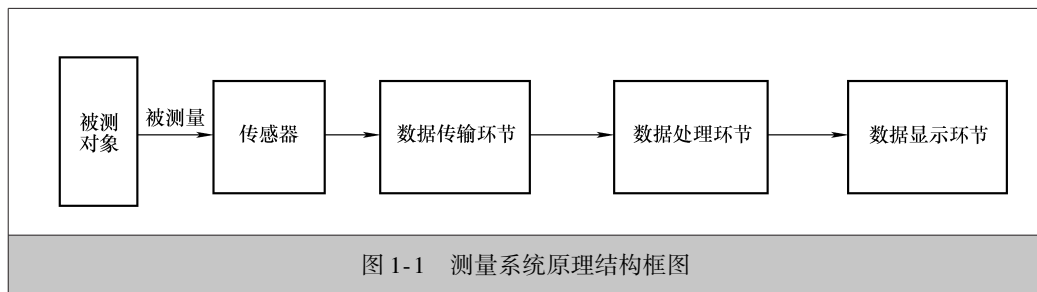 被测
对象
被测量
传感器
数据传输环节
数据处理环节
数据显示环节
图 1-1 测量系统原理结构框图